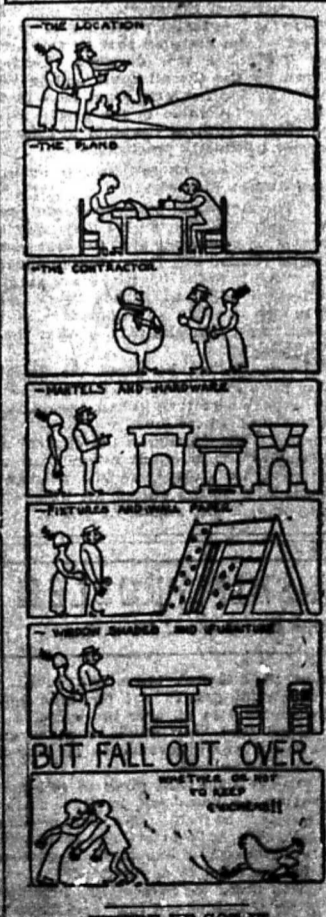 —THE LOCATION
—THE PLANS
—THE CONTRACTOR
—MANTELS AND HARDWARE
—FIXTURES AND WALL PAPER
— WINDOW SHADES AND FURNITURE
BUT FALL OUT OVER
WHETHER OR NOT
TO KEEP
CHICKENS!!